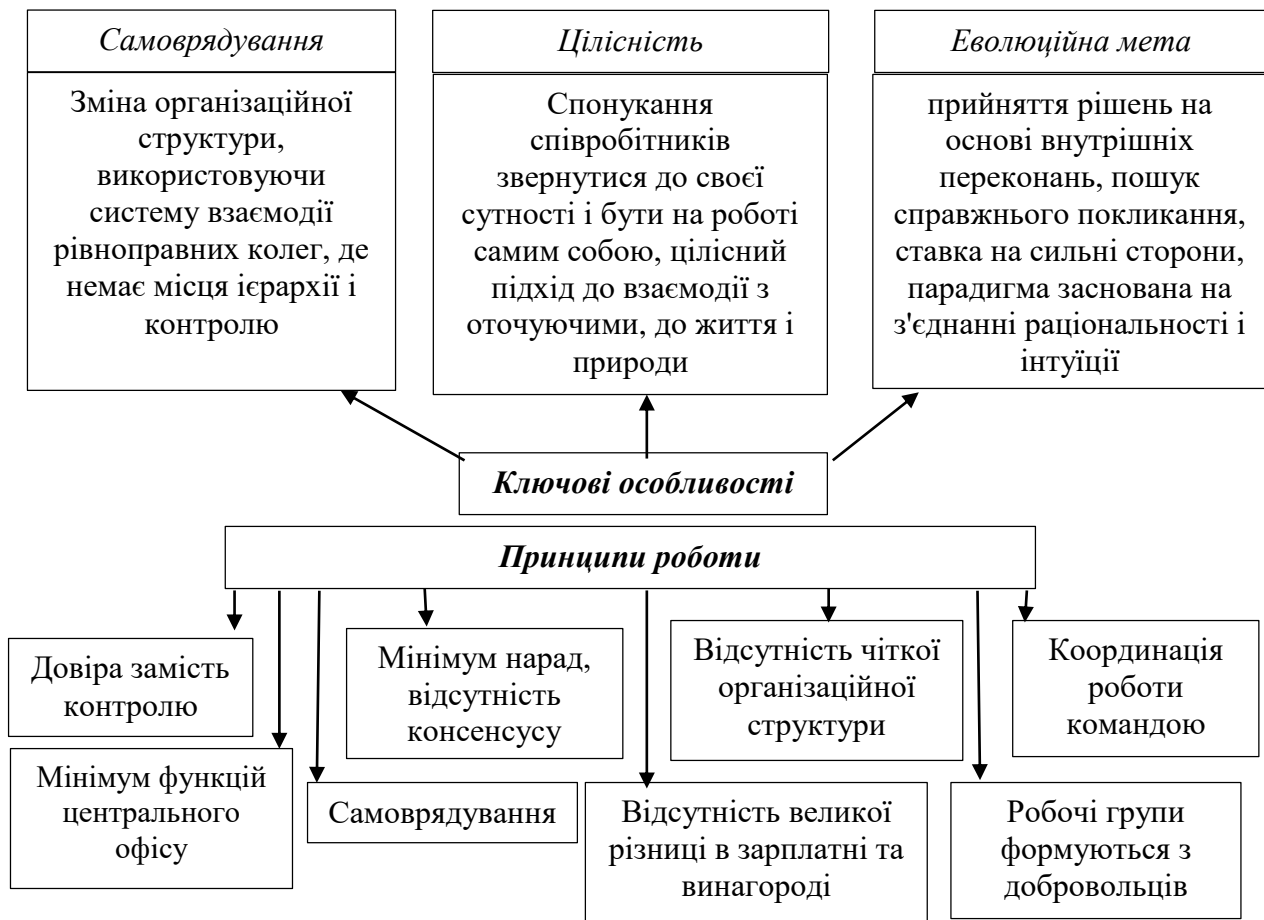 Самоврядування
Зміна організаційної
структури,
використовуючи
систему взаємодії
рівноправних колег, де
немає місця ієрархії і
контролю
Цілісність
Спонукання
співробітників
звернутися до своєї
сутності і бути на роботі
самим собою, цілісний
підхід до взаємодії з
оточуючими, до життя і
природи
Еволюційна мета
прийняття рішень на
основі внутрішніх
переконань, пошук
справжнього покликання,
ставка на сильні сторони,
парадигма заснована на
з'єднанні раціональності і
інтуїції
Ключові особливості
Принципи роботи
Довіра замість
контролю
Мінімум нарад,
відсутність
консенсусу
Відсутність чіткої
організаційної
структури
Координація
роботи
командою
Мінімум функцій
центрального
офісу
Самоврядування
Відсутність великої
різниці в зарплатні та
винагороді
Робочі групи
формуються з
добровольців